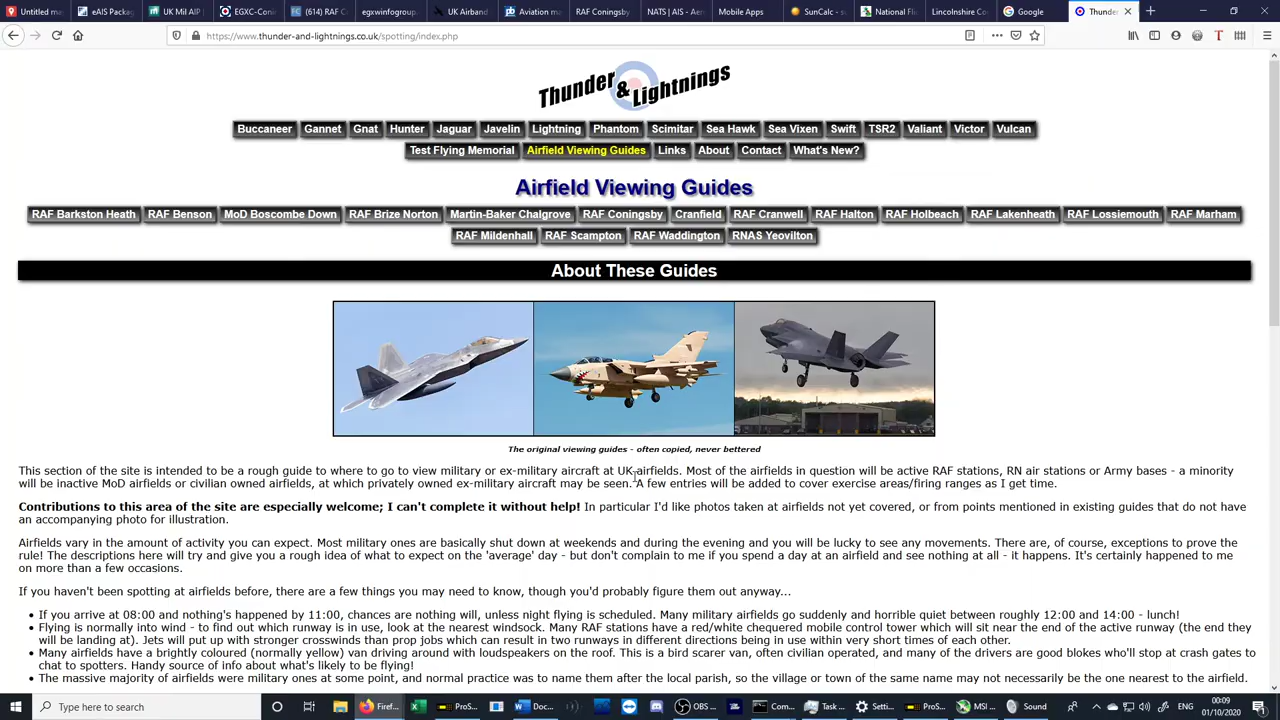 Untitled ma
eAIS Packag
UK Mil AIP
EGXC-Conin
(614) RAF C
egxwinfogroup.
UK Airband
Aviation ma
RAF Coningsby
NATS | AIS - Aero
Mobile Apps
SunCalc - su
National Fli
Lincolnshire Co
Google
Thunder
https://www.thunder-and-lightnings.co.uk/spotting/index.php
Thunder & Lightnings
Buccaneer Gannet Gnat Hunter Jaguar Javelin Lightning Phantom Scimitar Sea Hawk Sea Vixen Swift TSR2 Valiant Victor Vulcan
Test Flying Memorial Airfield Viewing Guides Links About Contact What's New?
Airfield Viewing Guides
RAF Barkston Heath RAF Benson MoD Boscombe Down RAF Brize Norton Martin-Baker Chalgrove RAF Coningsby Cranfield RAF Cranwell RAF Halton RAF Holbeach RAF Lakenheath RAF Lossiemouth RAF Marham
RAF Mildenhall RAF Scampton RAF Waddington RNAS Yeovilton
About These Guides
The original viewing guides - often copied, never bettered
This section of the site is intended to be a rough guide to where to go to view military or ex-military aircraft at UK airfields. Most of the airfields in question will be active RAF stations, RN air stations or Army bases - a minority
will be inactive MoD airfields or civilian owned airfields, at which privately owned ex-military aircraft may be seen. A few entries will be added to cover exercise areas/firing ranges as I get time.
Contributions to this area of the site are especially welcome; I can't complete it without help! In particular I'd like photos taken at airfields not yet covered, or from points mentioned in existing guides that do not have
an accompanying photo for illustration.
Airfields vary in the amount of activity you can expect. Most military ones are basically shut down at weekends and during the evening and you will be lucky to see any movements. There are, of course, exceptions to prove the
rule! The descriptions here will try and give you a rough idea of what to expect on the 'average' day - but don't complain to me if you spend a day at an airfield and see nothing at all - it happens. It's certainly happened to me
on more than a few occasions.
If you haven't been spotting at airfields before, there are a few things you may need to know, though you'd probably figure them out anyway...
• If you arrive at 08:00 and nothing's happened by 11:00, chances are nothing will, unless night flying is scheduled. Many military airfields go suddenly and horrible quiet between roughly 12:00 and 14:00 - lunch!
• Flying is normally into wind - to find out which runway is in use, look at the nearest windsock. Many RAF stations have a red/white chequered mobile control tower which will sit near the end of the active runway (the end they
will be landing at). Jets will put up with stronger crosswinds than prop jobs which can result in two runways in different directions being in use within very short times of each other.
• Many airfields have a brightly coloured (normally yellow) van driving around with loudspeakers on the roof. This is a bird scarer van, often civilian operated, and many of the drivers are good blokes who'll stop at crash gates to
chat to spotters. Handy source of info about what's likely to be flying!
• The massive majority of airfields were military ones at some point, and normal practice was to name them after the local parish, so the village or town of the same name may not necessarily be the one nearest to the airfield.
Type here to search
Firef...
ProS...
Doc...
OBS ...
Com...
Task ...
Setti...
ProS...
MSI ...
Sound
00:09
01/10/2020